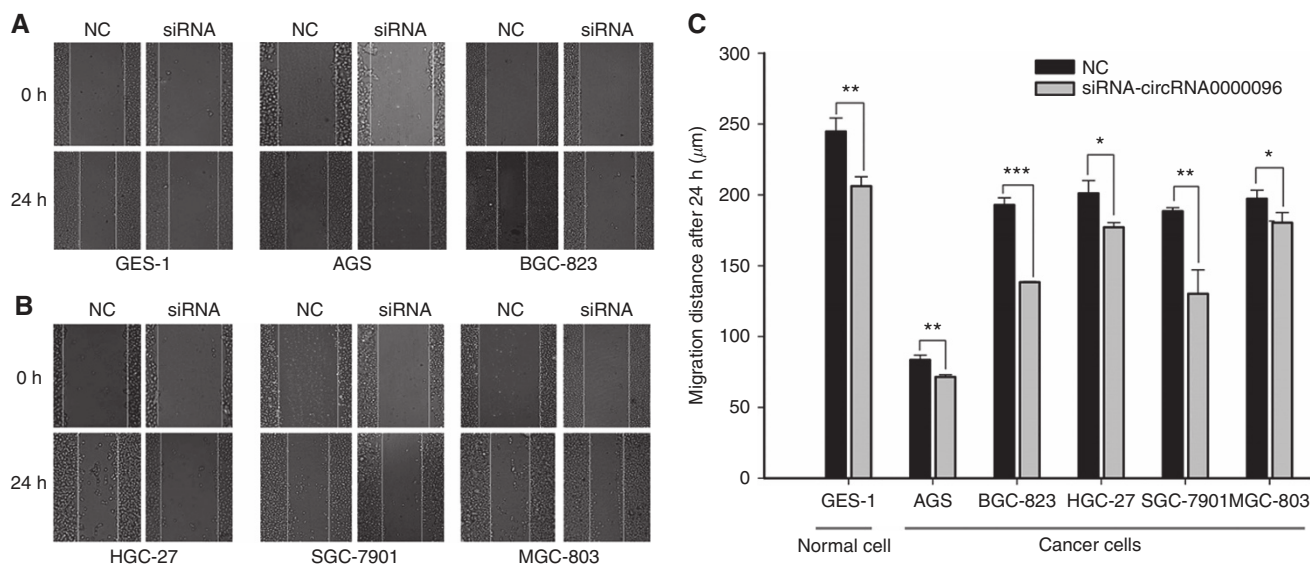 A
NC siRNA NC siRNA NC siRNA
0 h
24 h
GES-1 AGS BGC-823
B
NC siRNA NC siRNA NC siRNA
0 h
24 h
HGC-27 SGC-7901 MGC-803
C
300
250
200
150
100
50
0
Migration distance after 24 h (μm)
NC
siRNA-circRNA0000096
** ** *** * ** *
GES-1 AGS BGC-823 HGC-27 SGC-7901 MGC-803
Normal cell Cancer cells